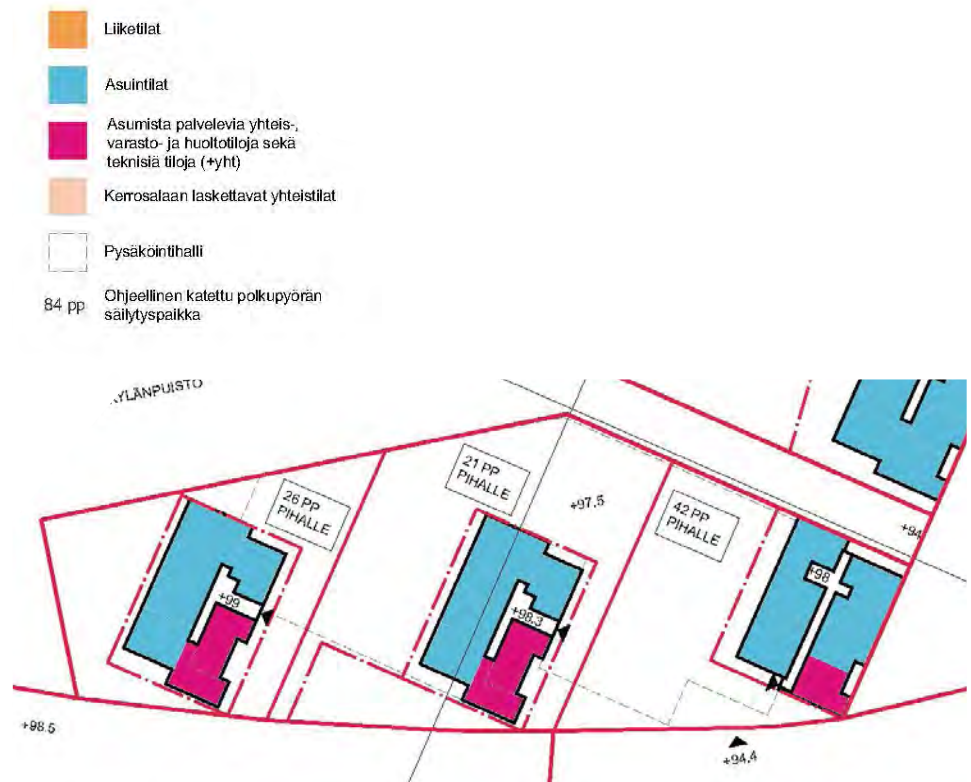 Liiketilat
Asuintilat
Asumista palvelevia yhteis-,
varasto- ja huoltotiloja sekä
teknisiä tiloja (+yht)
Kerrosalaan laskettavat yhteistilat
Pysäköintihalli
84 pp
Ohjeellinen katettu polkupyörän
säilytyspaikka
YLÄNPUISTO
26 PP
PIHALLE
21 PP
PIHALLE
42 PP
PIHALLE
+97.5
+94
+98
+99
+98.3
+98.5
+94.4